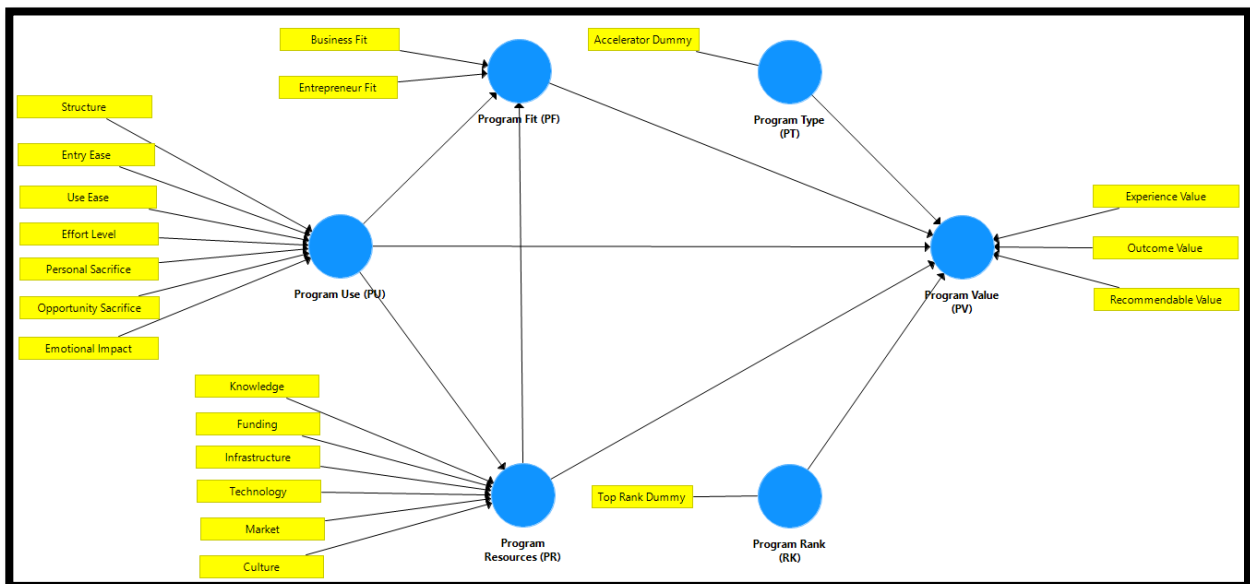 Business Fit
Accelerator Dummy
Entrepreneur Fit
Structure
Program Fit (PF)
Program Type
(PT)
Entry Ease
Use Ease
Experience Value
Effort Level
Outcome Value
Personal Sacrifice
Program Use (PU)
Program Value
(PV)
Opportunity Sacrifice
Recommendable Value
Emotional Impact
Knowledge
Funding
Infrastructure
Technology
Top Rank Dummy
Market
Program
Resources (PR)
Program Rank
(RK)
Culture